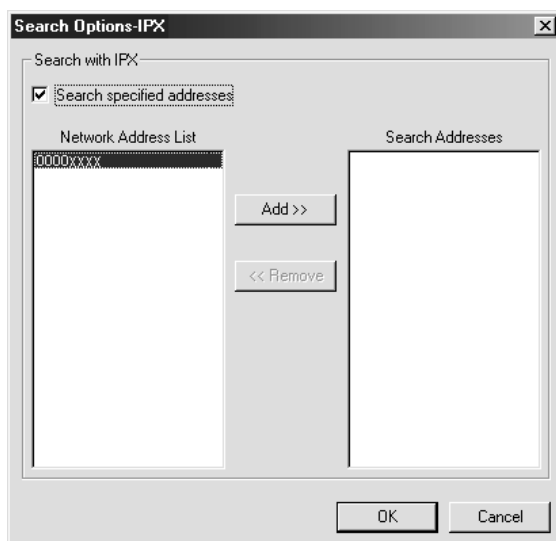 Search Options-IPX
Search with IPX
Search specified addresses
Network Address List
Search Addresses
0000xxxx
Add >>
<< Remove
OK
Cancel